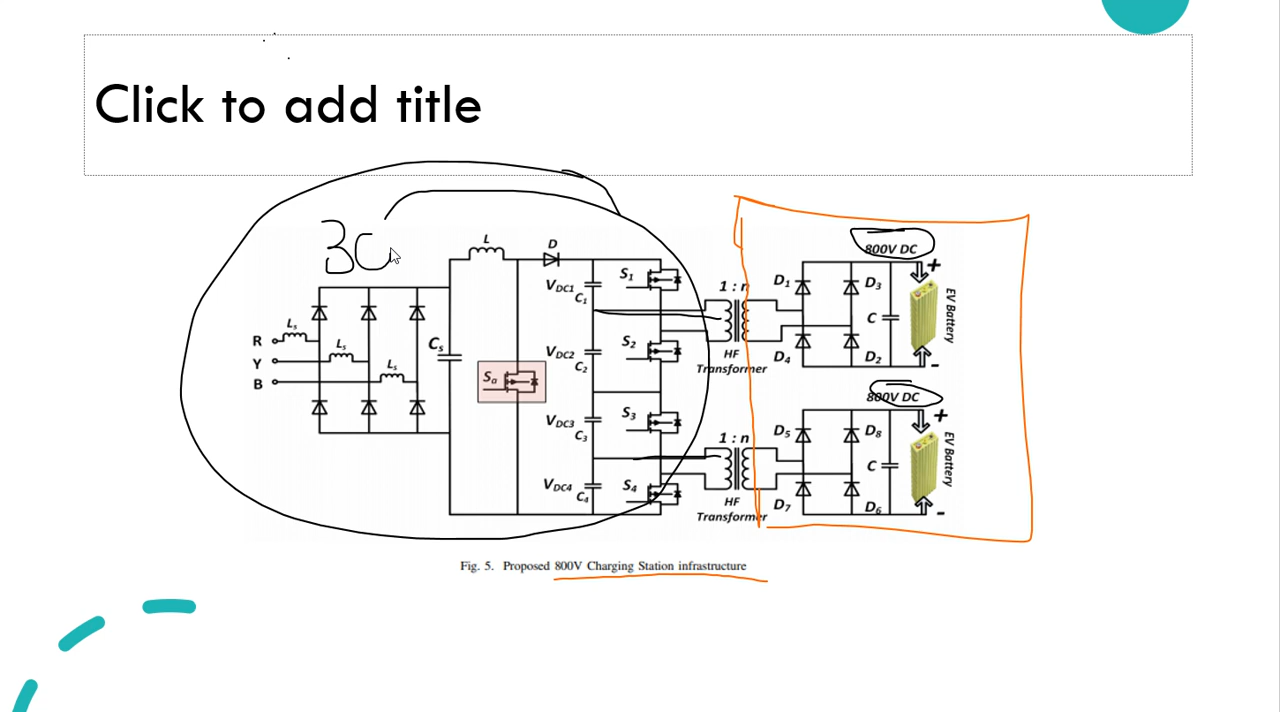 Click to add title
30
800V DC
+
EV Battery
-
L
D
S₁
V_DC1
C₁
1 : n
D₁
D₃
C
D₄
D₂
HF
Transformer
R
Lₛ
Y
Lₛ
B
Lₛ
Cₛ
Sₐ
V_DC2
C₂
S₂
800V DC
+
EV Battery
-
V_DC3
C₃
S₃
1 : n
D₅
D₈
C
D₇
D₆
V_DC4
C₄
S₄
HF
Transformer
Fig. 5. Proposed 800V Charging Station infrastructure